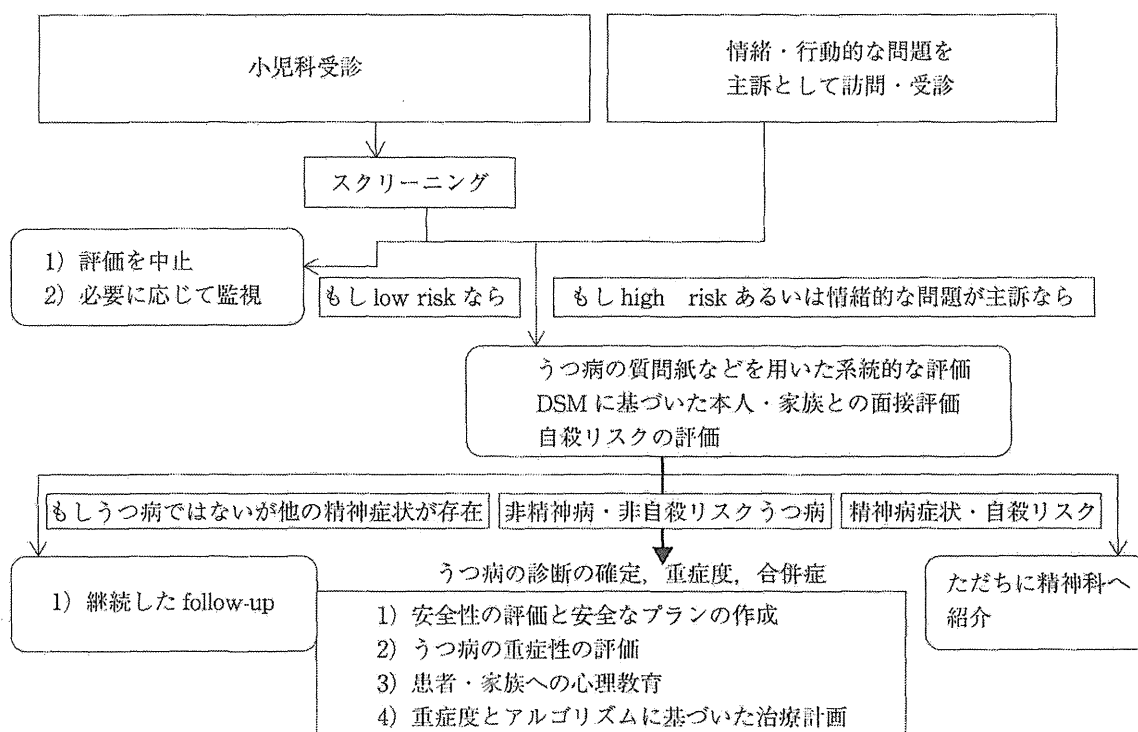 小児科受診
情緒・行動的な問題を
主訴として訪問・受診
スクリーニング
1) 評価を中止
2) 必要に応じて監視
もし low risk なら
もし high risk あるいは情緒的な問題が主訴なら
うつ病の質問紙などを用いた系統的な評価
DSM に基づいた本人・家族との面接評価
自殺リスクの評価
もしうつ病ではないが他の精神症状が存在
非精神病・非自殺リスクうつ病
精神病症状・自殺リスク
1) 継続した follow-up
うつ病の診断の確定, 重症度, 合併症
1) 安全性の評価と安全なプランの作成
2) うつ病の重症性の評価
3) 患者・家族への心理教育
4) 重症度とアルゴリズムに基づいた治療計画
ただちに精神科へ
紹介